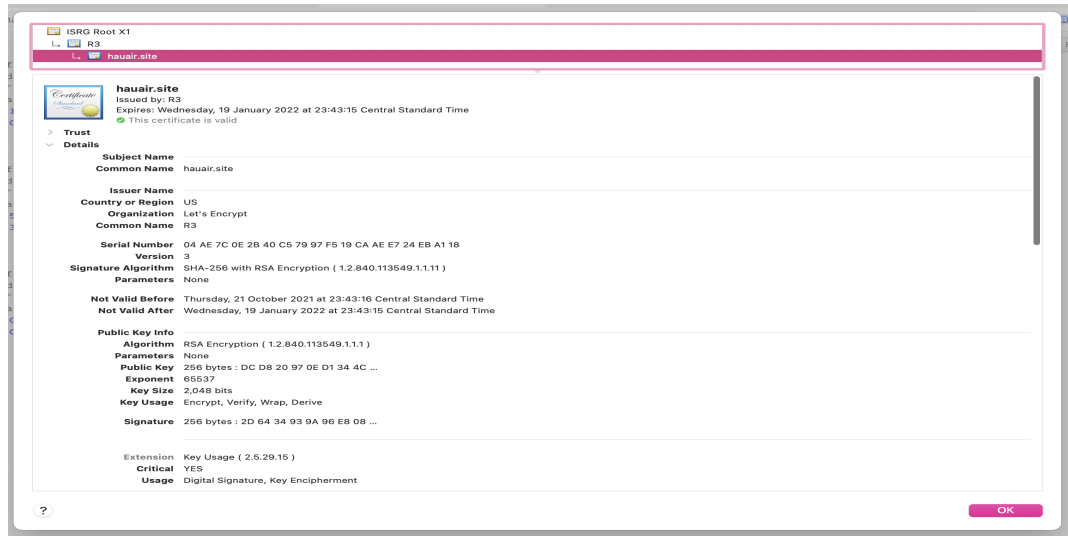 ISRG Root X1
R3
hauair.site
hauair.site
Issued by: R3
Expires: Wednesday, 19 January 2022 at 23:43:15 Central Standard Time
This certificate is valid
Trust
Details
Subject Name
Common Name hauair.site
Issuer Name
Country or Region US
Organization Let's Encrypt
Common Name R3
Serial Number 04 AE 7C 0E 2B 40 C5 79 97 F5 19 CA AE E7 24 EB A1 18
Version 3
Signature Algorithm SHA-256 with RSA Encryption ( 1.2.840.113549.1.1.11 )
Parameters None
Not Valid Before Thursday, 21 October 2021 at 23:43:16 Central Standard Time
Not Valid After Wednesday, 19 January 2022 at 23:43:15 Central Standard Time
Public Key Info
Algorithm RSA Encryption ( 1.2.840.113549.1.1.1 )
Parameters None
Public Key 256 bytes : DC D8 20 97 0E D1 34 4C ...
Exponent 65537
Key Size 2,048 bits
Key Usage Encrypt, Verify, Wrap, Derive
Signature 256 bytes : 2D 64 34 93 9A 96 E8 08 ...
Extension Key Usage ( 2.5.29.15 )
Critical YES
Usage Digital Signature, Key Encipherment
?
OK